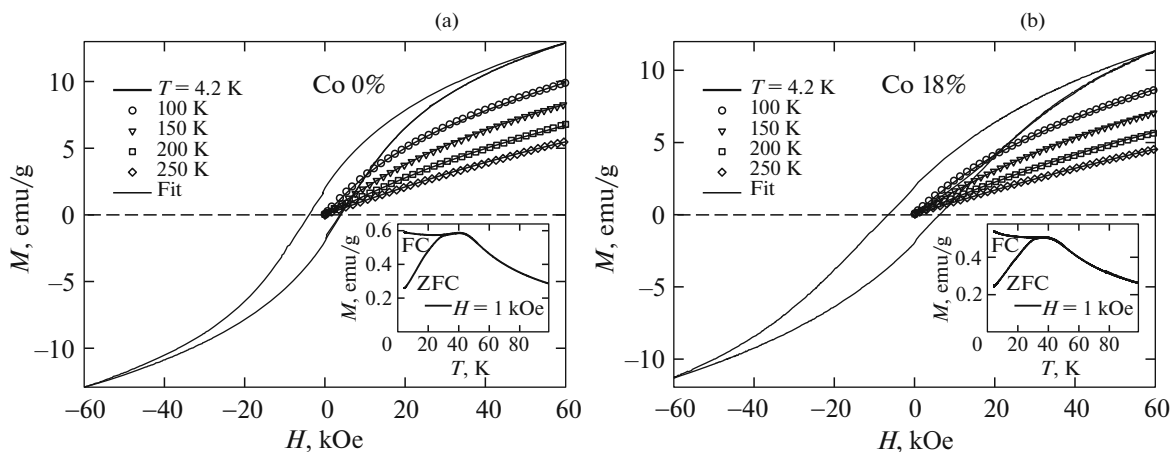 (a)
M, emu/g
10
5
0
−5
−10
T = 4.2 K
100 K
150 K
200 K
250 K
Fit
Co 0%
M, emu/g
0.6
0.4
0.2
0
FC
ZFC
H = 1 kOe
20 40 60 80
T, K
−60 −40 −20 0 20 40 60
H, kOe
(b)
M, emu/g
10
5
0
−5
−10
T = 4.2 K
100 K
150 K
200 K
250 K
Fit
Co 18%
M, emu/g
0.4
0.2
0
FC
ZFC
H = 1 kOe
20 40 60 80
T, K
−60 −40 −20 0 20 40 60
H, kOe